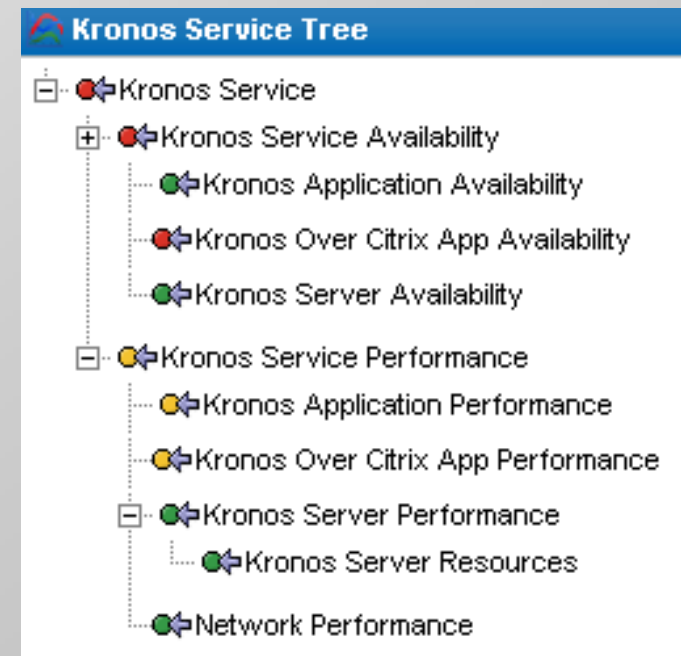 Kronos Service Tree
Kronos Service
Kronos Service Availability
Kronos Application Availability
Kronos Over Citrix App Availability
Kronos Server Availability
Kronos Service Performance
Kronos Application Performance
Kronos Over Citrix App Performance
Kronos Server Performance
Kronos Server Resources
Network Performance